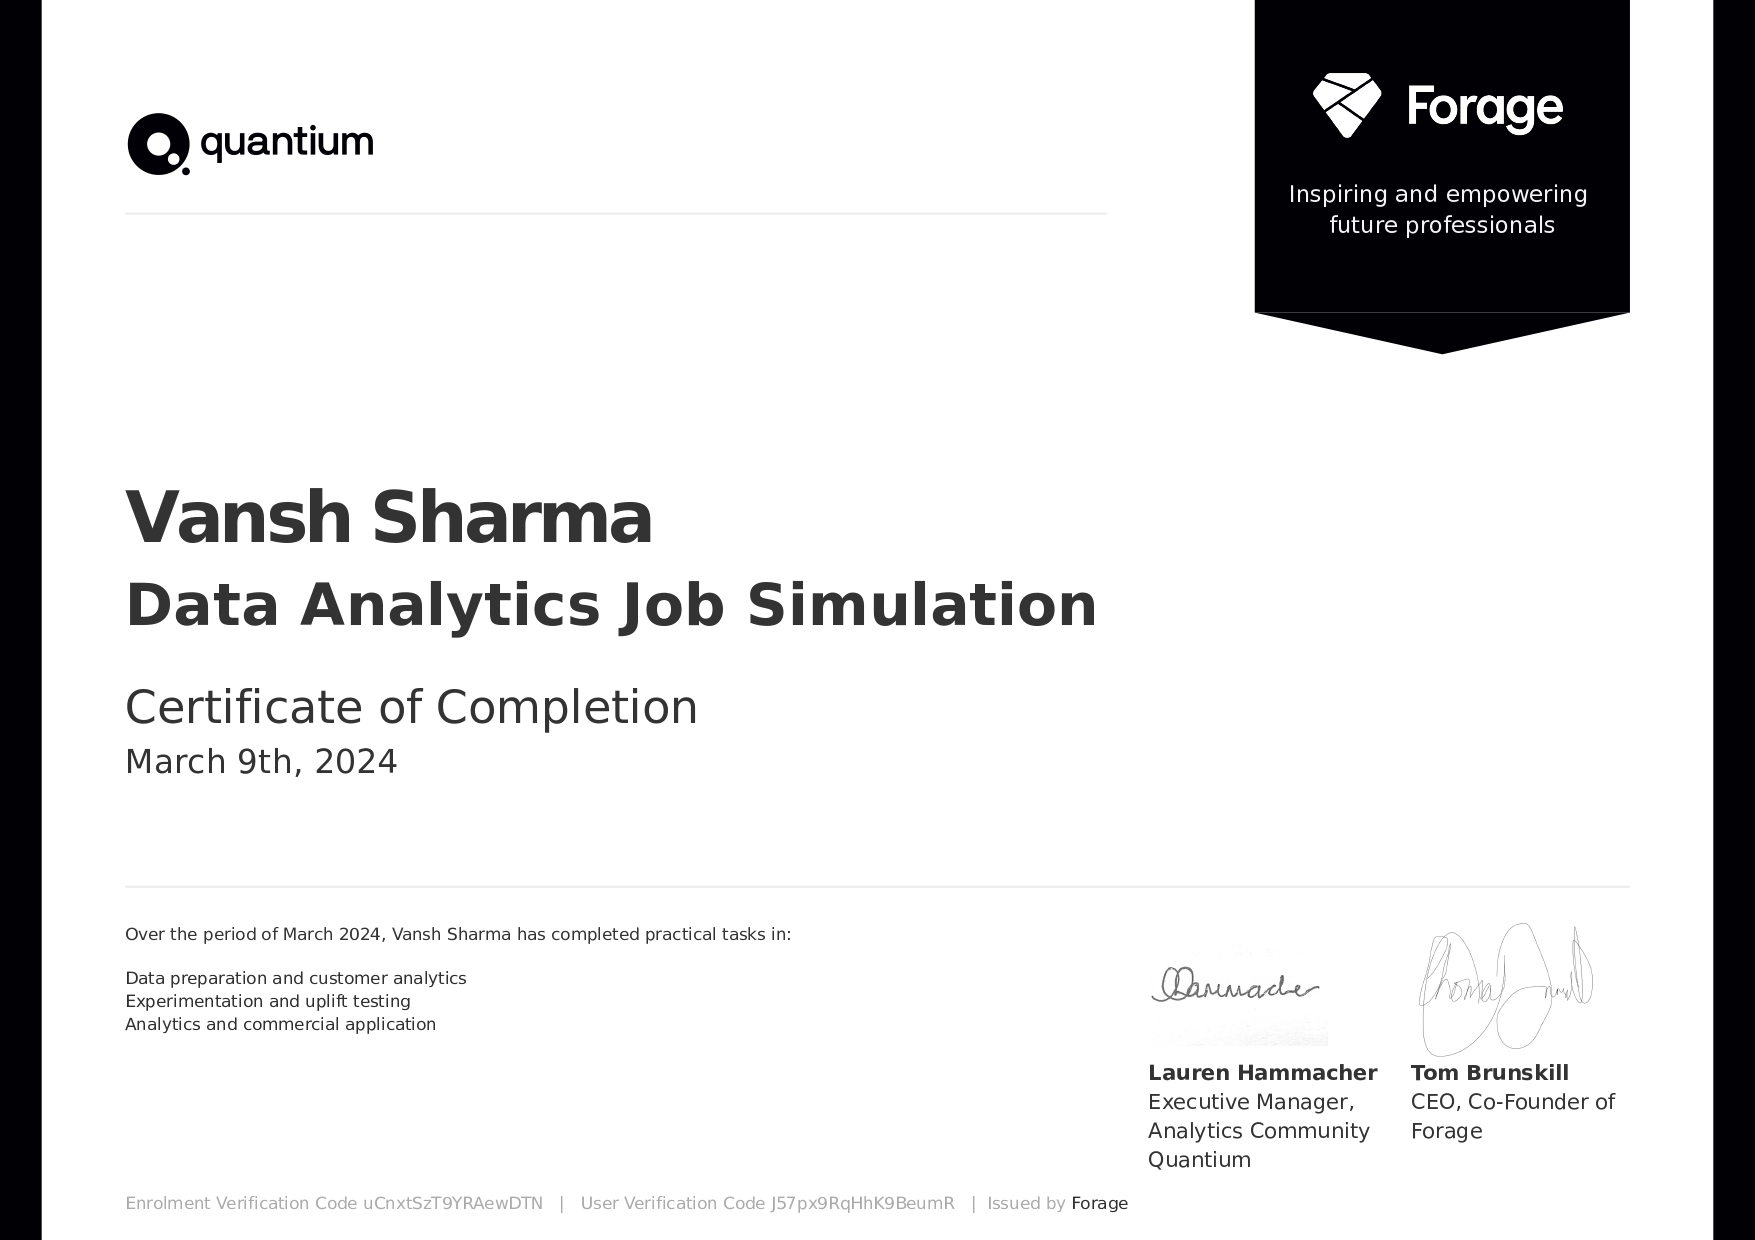 quantium
Forage
Inspiring and empowering
future professionals
Vansh Sharma
Data Analytics Job Simulation
Certificate of Completion
March 9th, 2024
Over the period of March 2024, Vansh Sharma has completed practical tasks in:
Data preparation and customer analytics
Experimentation and uplift testing
Analytics and commercial application
Lauren Hammacher
Executive Manager,
Analytics Community
Quantium
Tom Brunskill
CEO, Co-Founder of
Forage
Enrolment Verification Code uCnxtSzT9YRAewDTN | User Verification Code J57px9RqHhK9BeumR | Issued by Forage